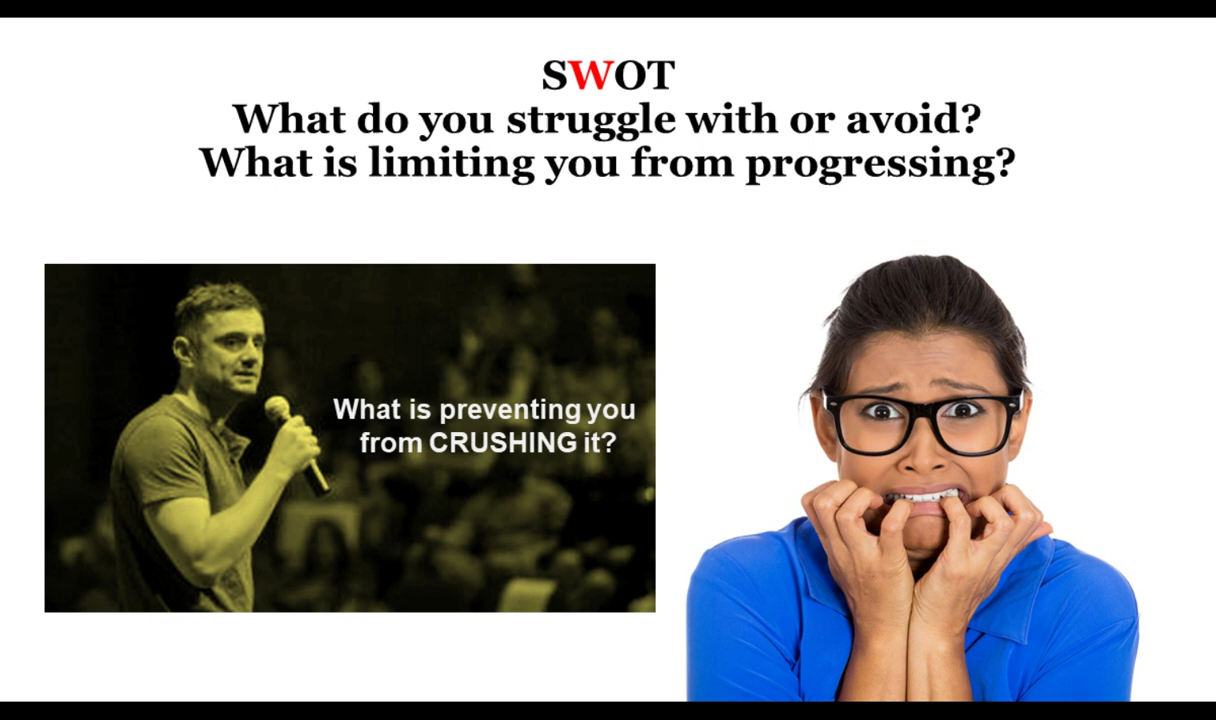 SWOT
What do you struggle with or avoid?
What is limiting you from progressing?
What is preventing you
from CRUSHING it?